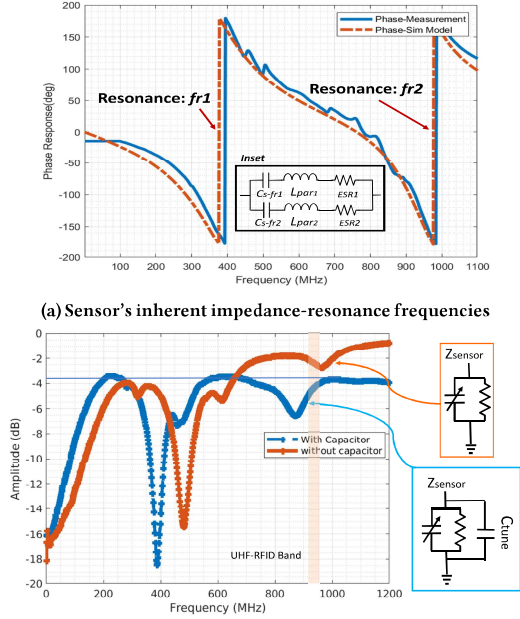 200
150
100
50
0
-50
-100
-150
-200
Phase Response(deg)
Phase-Measurement
Phase-Sim Model
Resonance: fr1
Resonance: fr2
Inset
Cs-fr1 Lpar1 ESR1
Cs-fr2 Lpar2 ESR2
100 200 300 400 500 600 700 800 900 1000 1100
Frequency (MHz)
(a) Sensor's inherent impedance-resonance frequencies
0
-2
-4
-6
-8
-10
-12
-14
-16
-18
-20
Amplitude (dB)
With Capacitor
without capacitor
UHF-RFID Band
0 200 400 600 800 1000 1200
Frequency (MHz)
Zsensor
Zsensor
Ctune